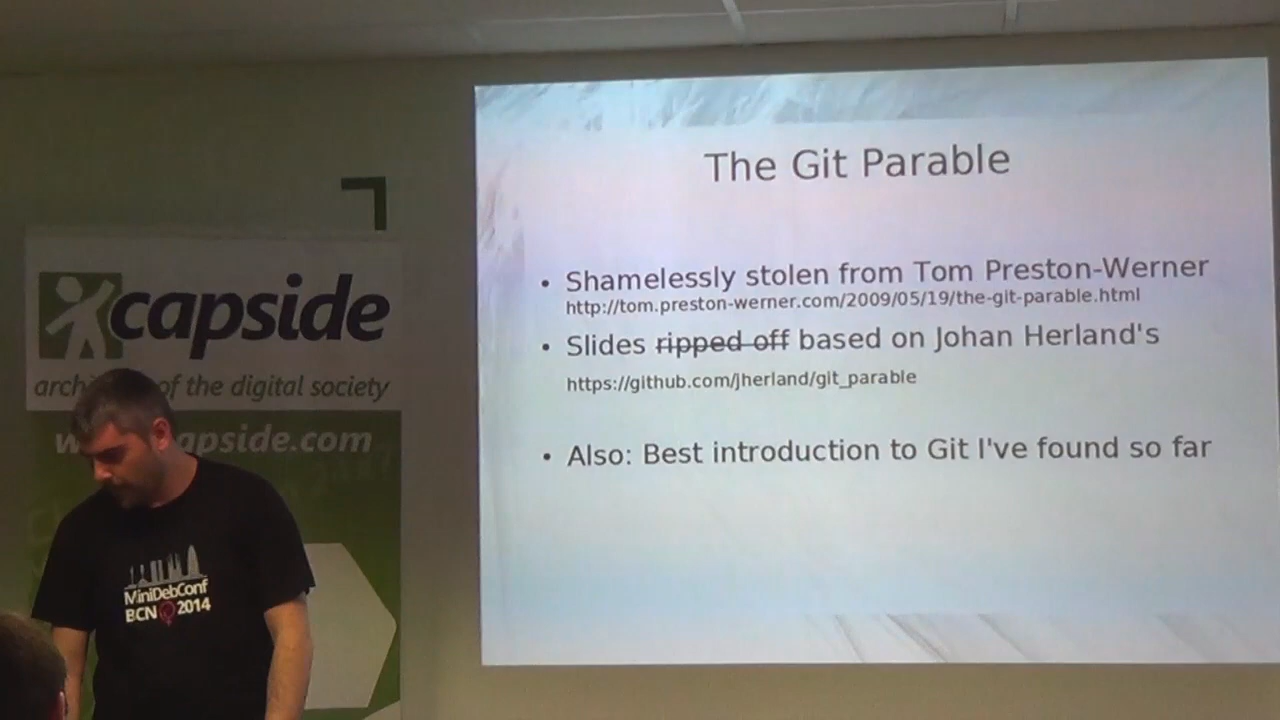 capside
arch of the digital society
w apside.com
MiniDebConf
BCN 2014
The Git Parable
• Shamelessly stolen from Tom Preston-Werner
http://tom.preston-werner.com/2009/05/19/the-git-parable.html
• Slides ripped off based on Johan Herland's
https://github.com/jherland/git_parable
• Also: Best introduction to Git I've found so far